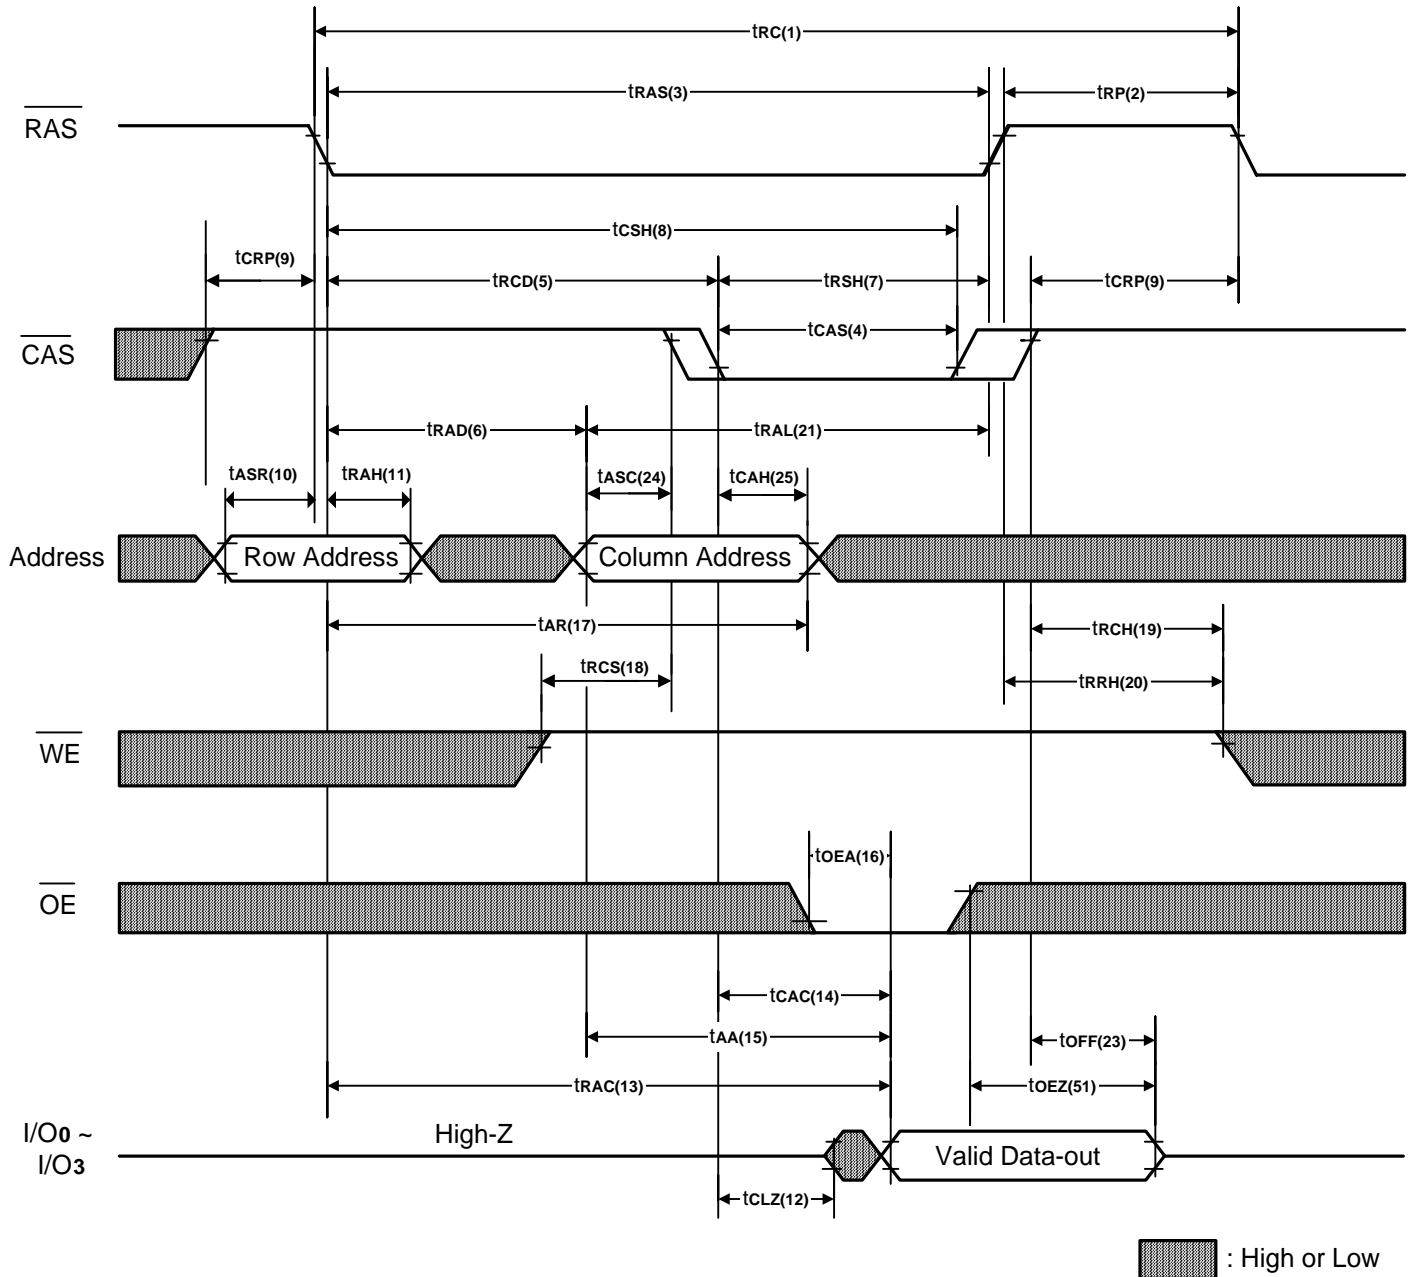 tRC(1)
tRAS(3)
tRP(2)
RAS
tCSH(8)
tCRP(9)
tRCD(5)
tRSH(7)
tCRP(9)
tCAS(4)
CAS
tRAD(6)
tRAL(21)
tASR(10)
tRAH(11)
tASC(24)
tCAH(25)
Address
Row Address
Column Address
tAR(17)
tRCH(19)
tRCS(18)
tRRH(20)
WE
tOEA(16)
OE
tCAC(14)
tAA(15)
tOFF(23)
tRAC(13)
tOEZ(51)
I/O0 ~
I/O3
High-Z
Valid Data-out
tCLZ(12)
: High or Low